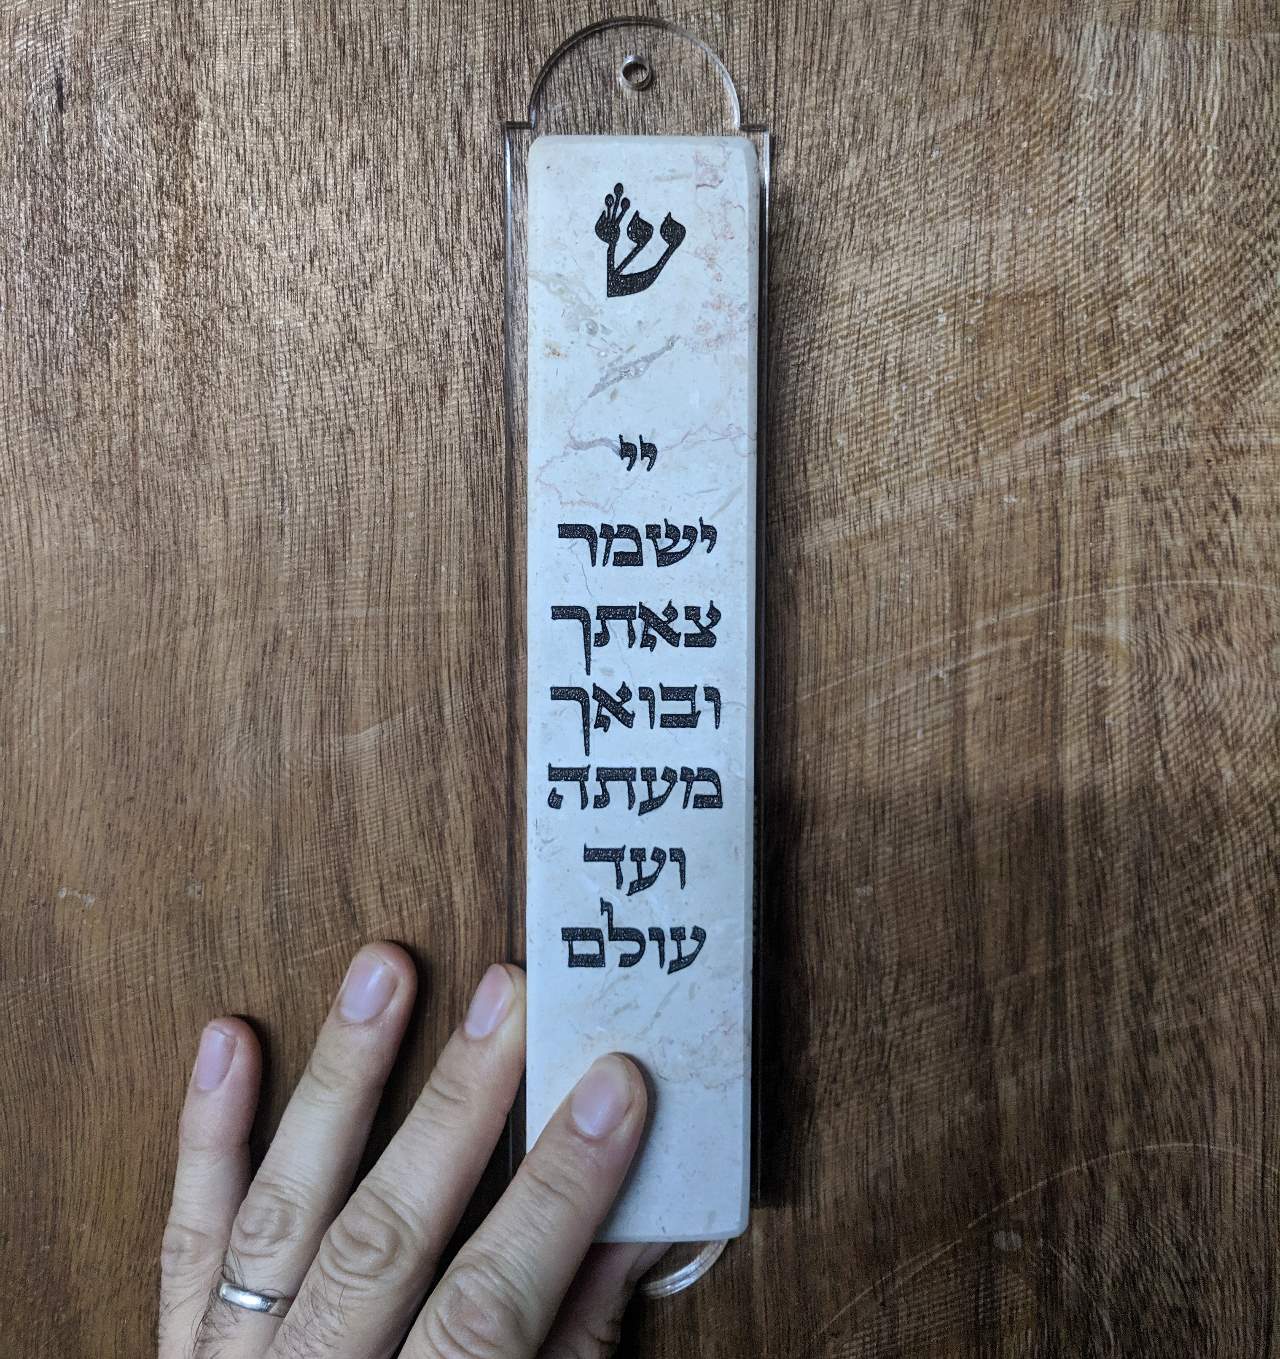 ש
יי
ישמר
צאתך
ובואך
מעתה
ועד
עולם